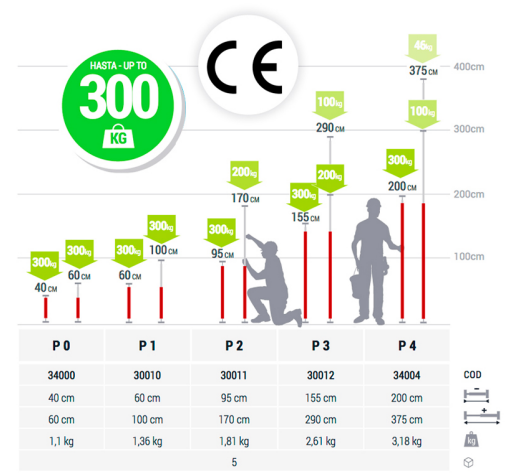 HASTA - UP TO
300
KG
CE
46kg
375 CM
400cm
100kg
290 CM
100kg
300cm
200kg
170 CM
300kg
155 CM
200kg
300kg
200 CM
200cm
300kg
40 CM
300kg
60 CM
300kg
60 CM
300kg
100 CM
300kg
95 CM
100cm
P 0 P 1 P 2 P 3 P 4
34000 30010 30011 30012 34004 COD
40 cm 60 cm 95 cm 155 cm 200 cm −
60 cm 100 cm 170 cm 290 cm 375 cm +
1,1 kg 1,36 kg 1,81 kg 2,61 kg 3,18 kg kg
5